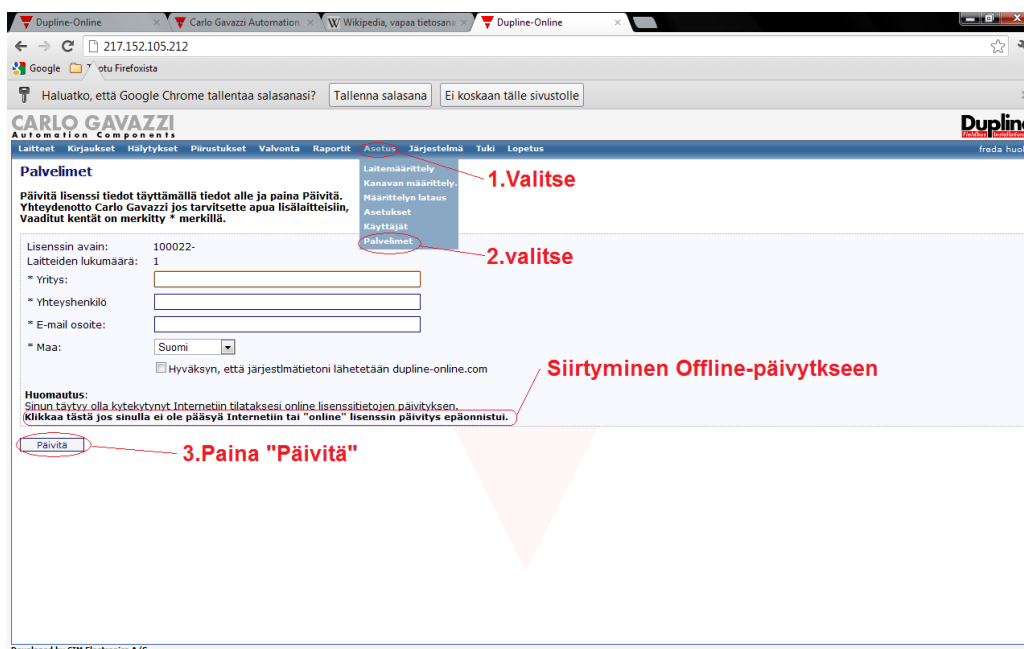 Dupline-Online
Carlo Gavazzi Automation
Wikipedia, vapaa tietosana
Dupline-Online
217.152.105.212
Google
otu Firefoxista
Haluatko, että Google Chrome tallentaa salasanasi?
Tallenna salasana
Ei koskaan tälle sivustolle
CARLO GAVAZZI
Automation Components
Duplin
Laitteet Kirjaukset Hälytykset Piirustukset Valvonta Raportit Asetus Järjestelmä Tuki Lopetus
freda huol
Laitemäärittely
Kanavan määrittely.
Määrittelyn lataus
Asetukset
Käyttäjät
Palvelimet
1.Valitse
2.valitse
Palvelimet
Päivitä lisenssi tiedot täyttämällä tiedot alle ja paina Päivitä.
Yhteydenotto Carlo Gavazzi jos tarvitsette apua lisälaitteisiin,
Vaaditut kentät on merkitty * merkillä.
Lisenssin avain: 100022-
Laitteiden lukumäärä: 1
* Yritys:
* Yhteyshenkilö
* E-mail osoite:
* Maa: Suomi
Hyväksyn, että järjestlmätietoni lähetetään dupline-online.com
Siirtyminen Offline-päivytkseen
Huomautus:
Sinun täytyy olla kytekytynyt Internetiin tilataksesi online lisenssitietojen päivityksen.
Klikkaa tästä jos sinulla ei ole pääsyä Internetiin tai "online" lisenssin päivitys epäonnistui.
Päivitä
3.Paina "Päivitä"